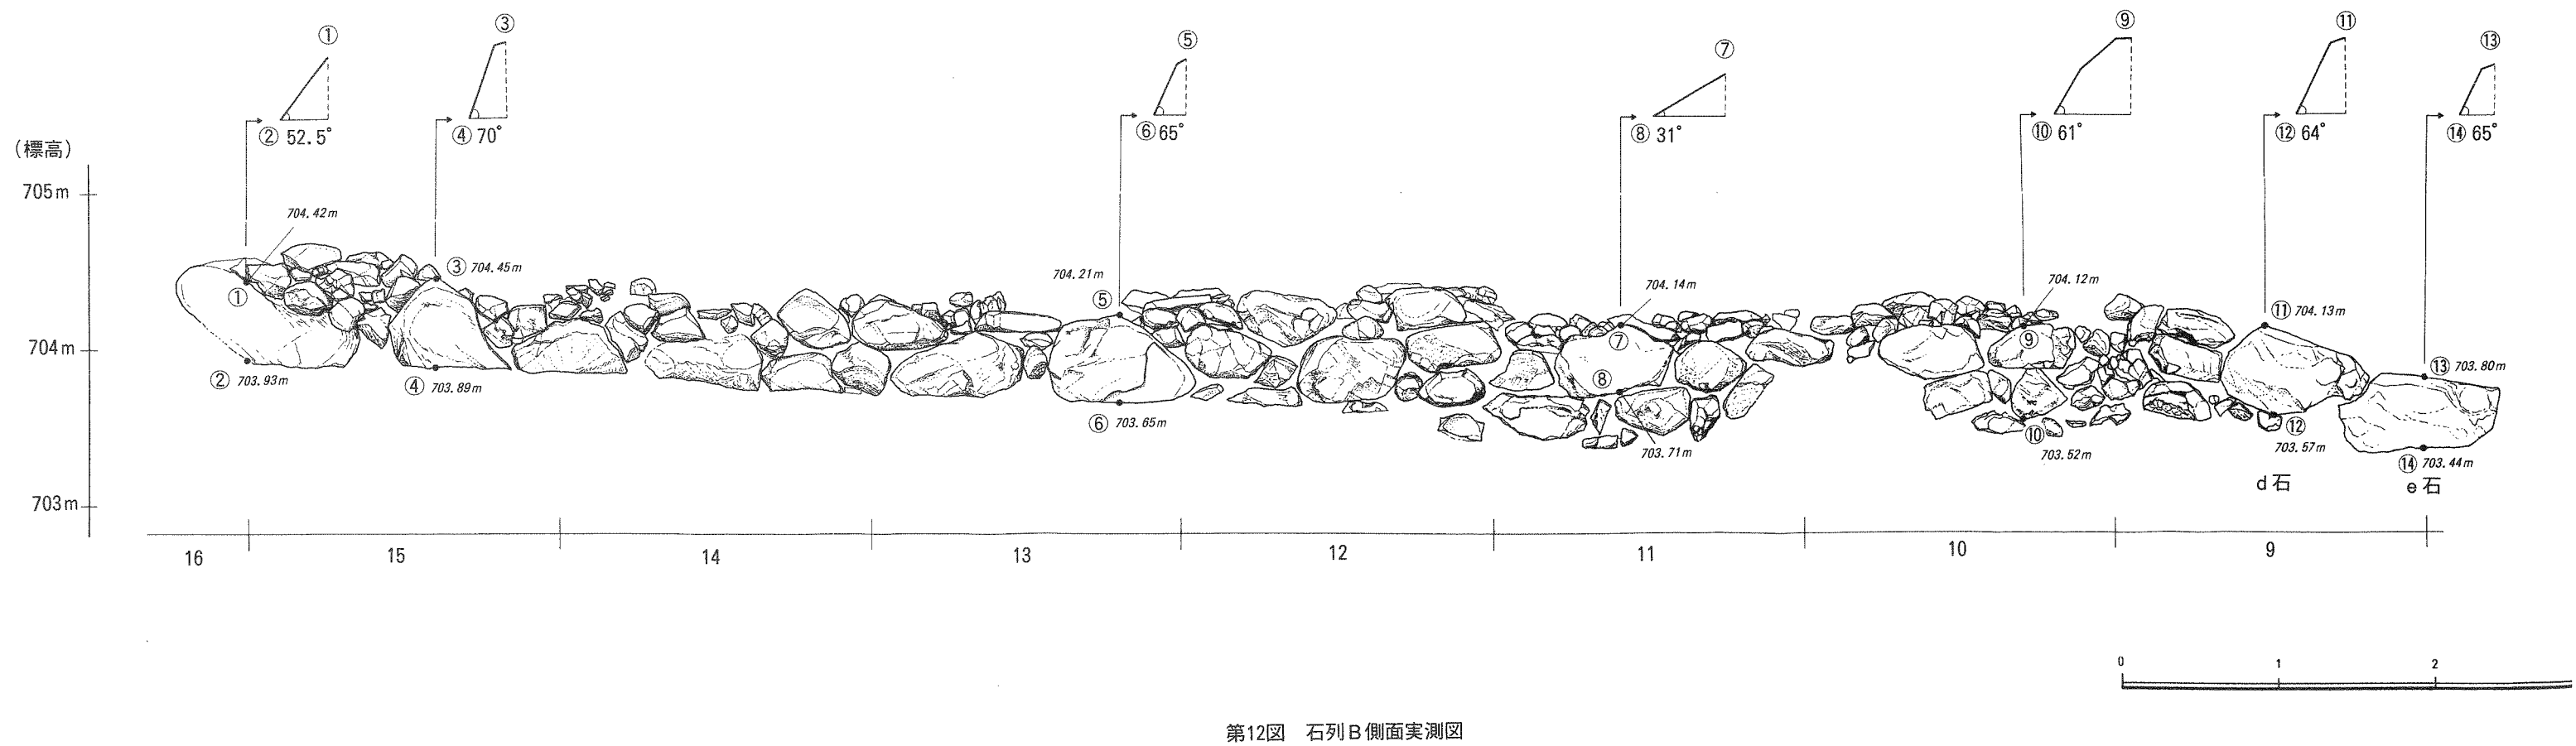 ① ③ ⑤ ⑦ ⑨ ⑪ ⑬
② 52.5°
④ 70°
⑥ 65°
⑧ 31°
⑩ 61°
⑫ 64°
⑭ 65°
(標高)
705m
704m
703m
704.42m
①
② 703.93m
③ 704.45m
④ 703.89m
704.21m
⑤
⑥ 703.65m
704.14m
⑦
⑧
703.71m
704.12m
⑨
⑩
703.52m
⑪ 704.13m
⑫
703.57m
d石
⑬ 703.80m
⑭ 703.44m
e石
16 15 14 13 12 11 10 9
0 1 2
第12図 石列B側面実測図